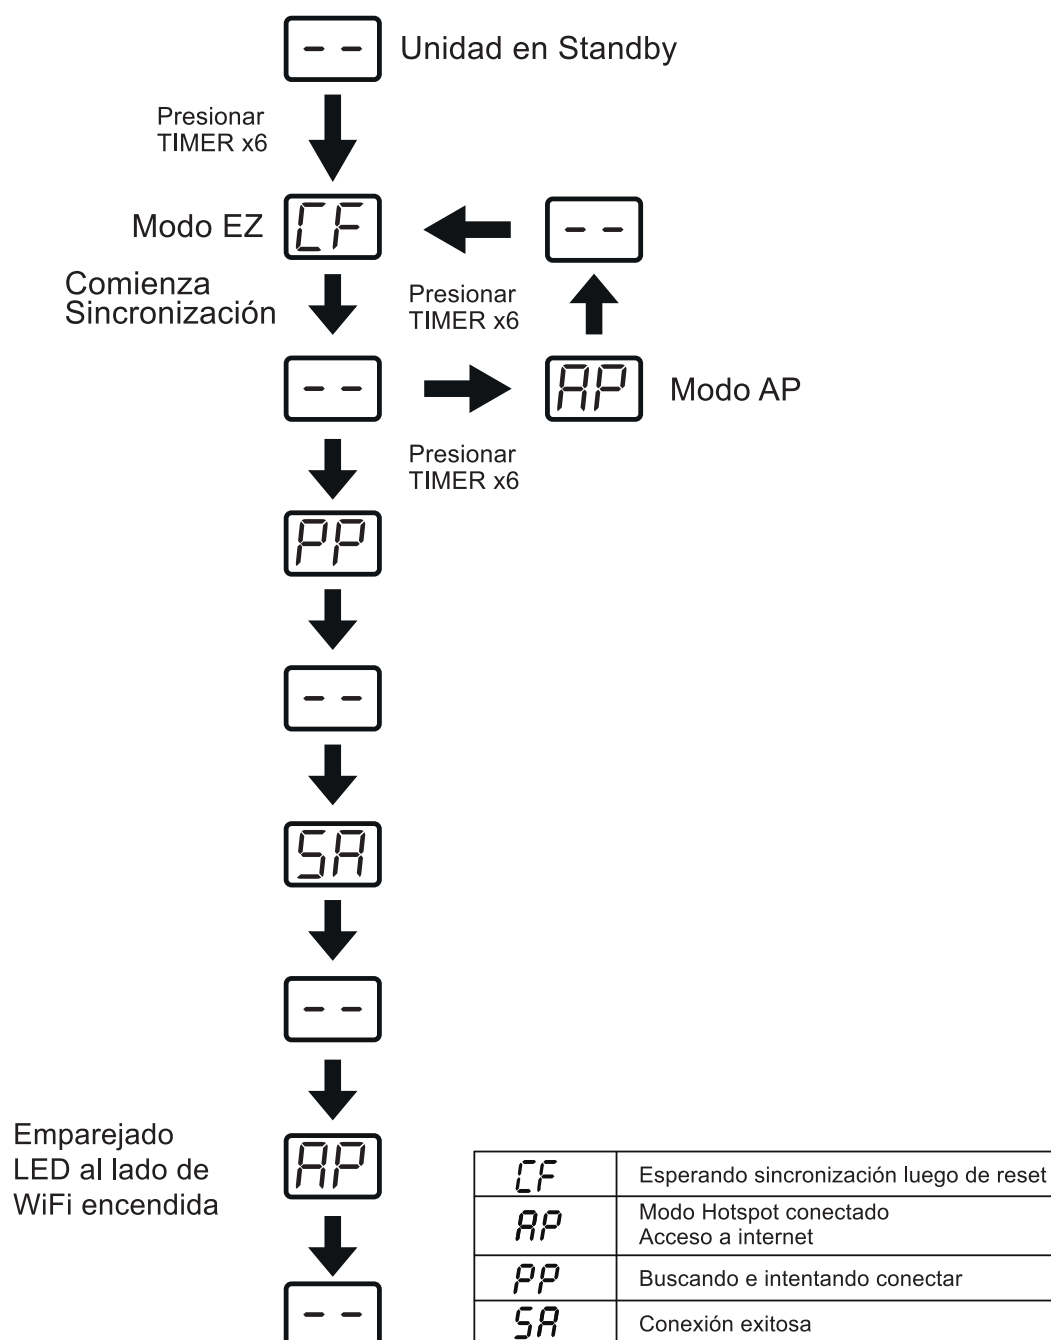 - -
Unidad en Standby
Presionar
TIMER x6
Modo EZ
CF
- -
Comienza
Sincronización
Presionar
TIMER x6
- -
AP
Modo AP
Presionar
TIMER x6
PP
- -
SA
- -
Emparejado
LED al lado de
WiFi encendida
AP
- -
CF Esperando sincronización luego de reset
AP Modo Hotspot conectado
Acceso a internet
PP Buscando e intentando conectar
SA Conexión exitosa